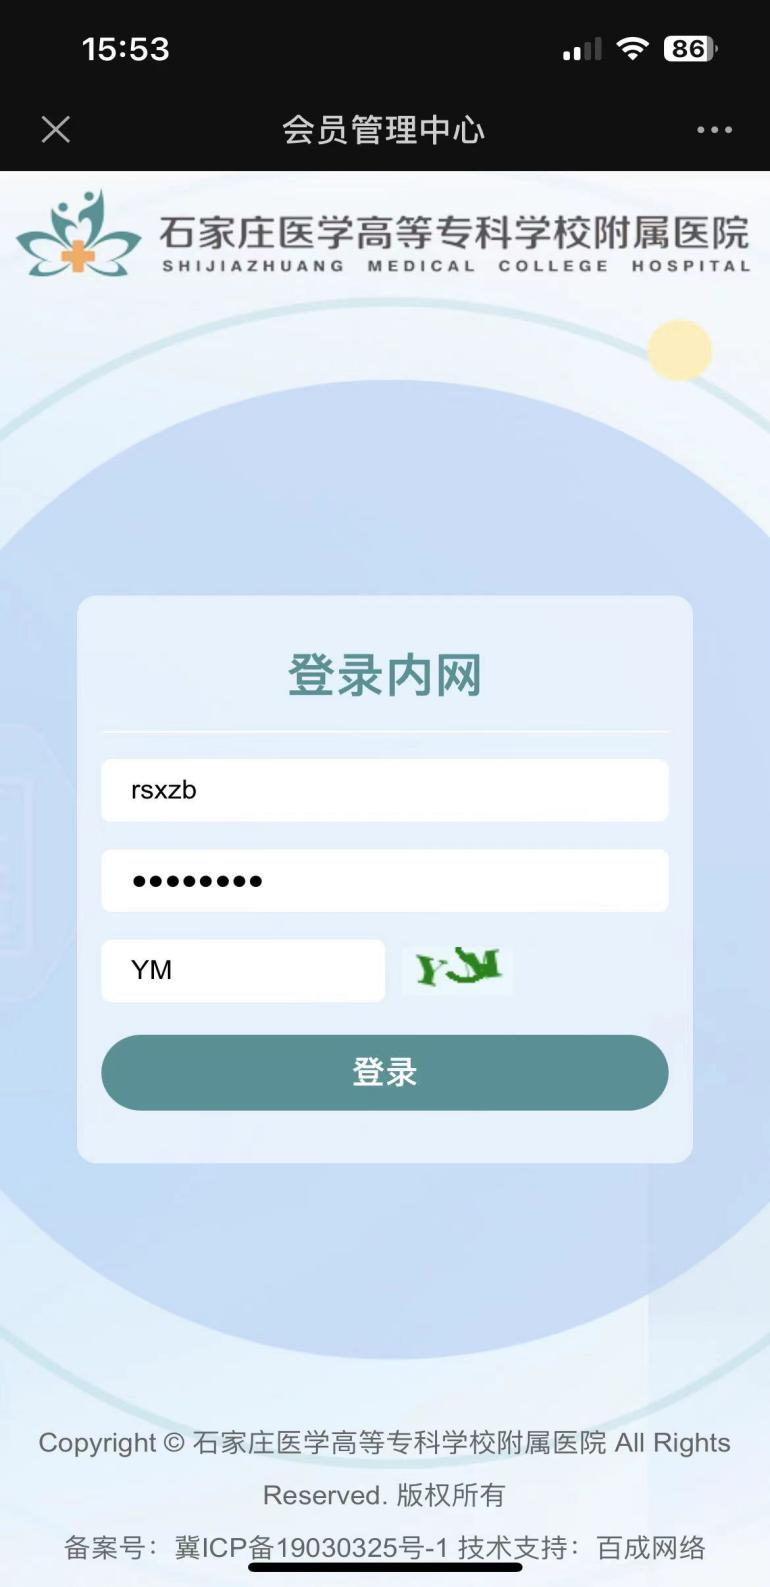 15:53
86
会员管理中心
石家庄医学高等专科学校附属医院
SHIJIAZHUANG MEDICAL COLLEGE HOSPITAL
登录内网
rsxzb
••••••••
YM
YM
登录
Copyright © 石家庄医学高等专科学校附属医院 All Rights
Reserved. 版权所有
备案号：冀ICP备19030325号-1 技术支持：百成网络